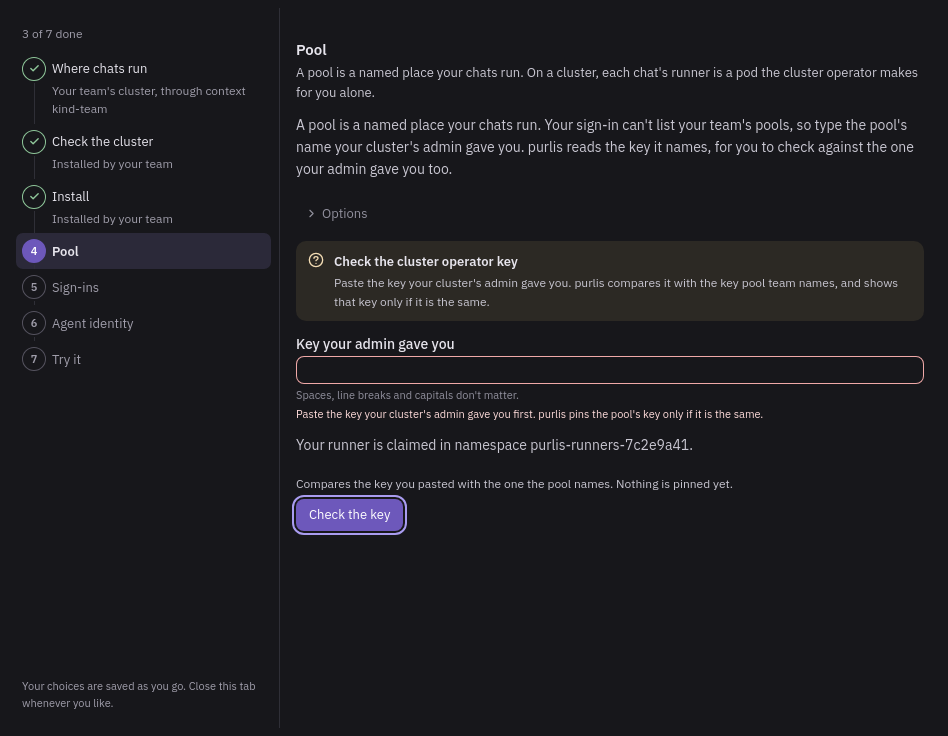 3 of 7 done
Where chats run
Your team's cluster, through context
kind-team
Check the cluster
Installed by your team
Install
Installed by your team
4 Pool
5 Sign-ins
6 Agent identity
7 Try it
Your choices are saved as you go. Close this tab
whenever you like.
Pool
A pool is a named place your chats run. On a cluster, each chat's runner is a pod the cluster operator makes
for you alone.
A pool is a named place your chats run. Your sign-in can't list your team's pools, so type the pool's
name your cluster's admin gave you. purlis reads the key it names, for you to check against the one
your admin gave you too.
Options
Check the cluster operator key
Paste the key your cluster's admin gave you. purlis compares it with the key pool team names, and shows
that key only if it is the same.
Key your admin gave you
Spaces, line breaks and capitals don't matter.
Paste the key your cluster's admin gave you first. purlis pins the pool's key only if it is the same.
Your runner is claimed in namespace purlis-runners-7c2e9a41.
Compares the key you pasted with the one the pool names. Nothing is pinned yet.
Check the key